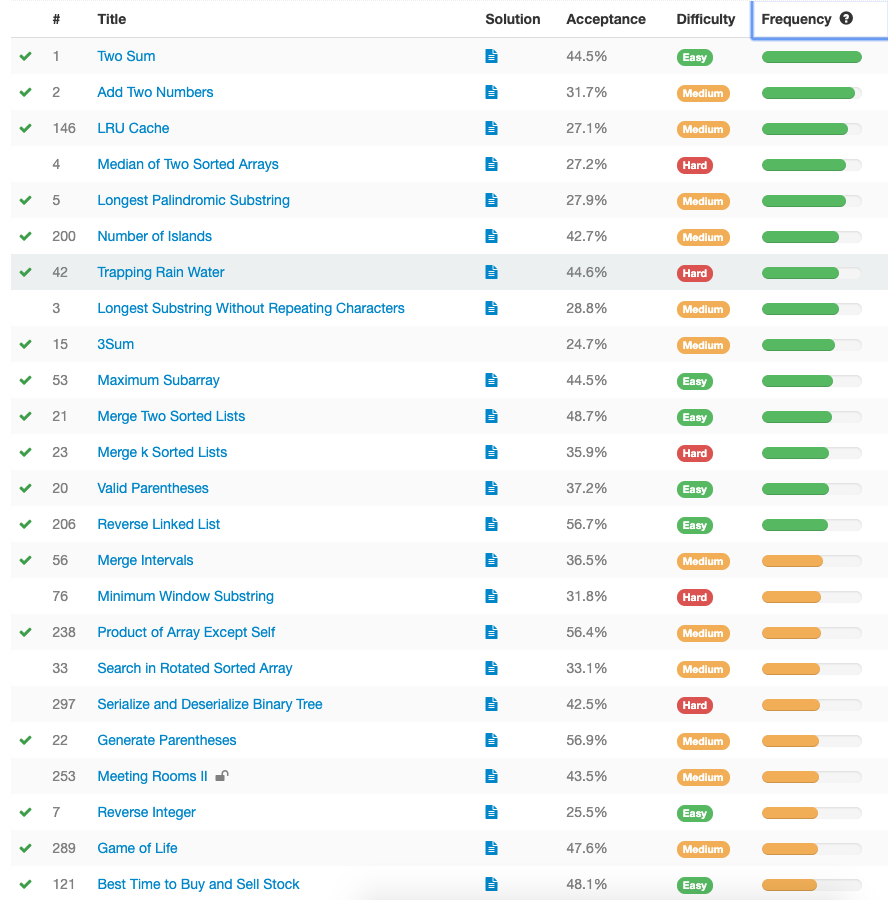 # Title Solution Acceptance Difficulty Frequency ?
1 Two Sum 44.5% Easy
2 Add Two Numbers 31.7% Medium
146 LRU Cache 27.1% Medium
4 Median of Two Sorted Arrays 27.2% Hard
5 Longest Palindromic Substring 27.9% Medium
200 Number of Islands 42.7% Medium
42 Trapping Rain Water 44.6% Hard
3 Longest Substring Without Repeating Characters 28.8% Medium
15 3Sum 24.7% Medium
53 Maximum Subarray 44.5% Easy
21 Merge Two Sorted Lists 48.7% Easy
23 Merge k Sorted Lists 35.9% Hard
20 Valid Parentheses 37.2% Easy
206 Reverse Linked List 56.7% Easy
56 Merge Intervals 36.5% Medium
76 Minimum Window Substring 31.8% Hard
238 Product of Array Except Self 56.4% Medium
33 Search in Rotated Sorted Array 33.1% Medium
297 Serialize and Deserialize Binary Tree 42.5% Hard
22 Generate Parentheses 56.9% Medium
253 Meeting Rooms II 43.5% Medium
7 Reverse Integer 25.5% Easy
289 Game of Life 47.6% Medium
121 Best Time to Buy and Sell Stock 48.1% Easy